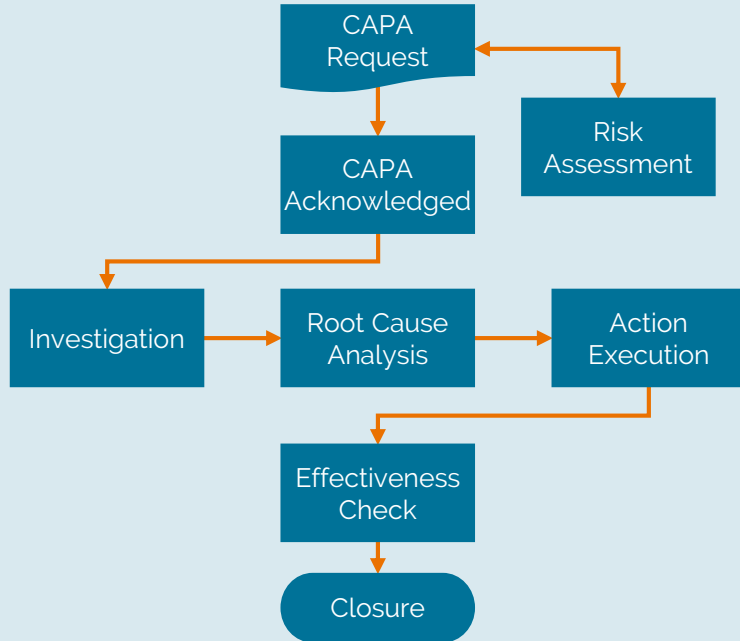 CAPA
Request
Risk
Assessment
CAPA
Acknowledged
Investigation
Root Cause
Analysis
Action
Execution
Effectiveness
Check
Closure